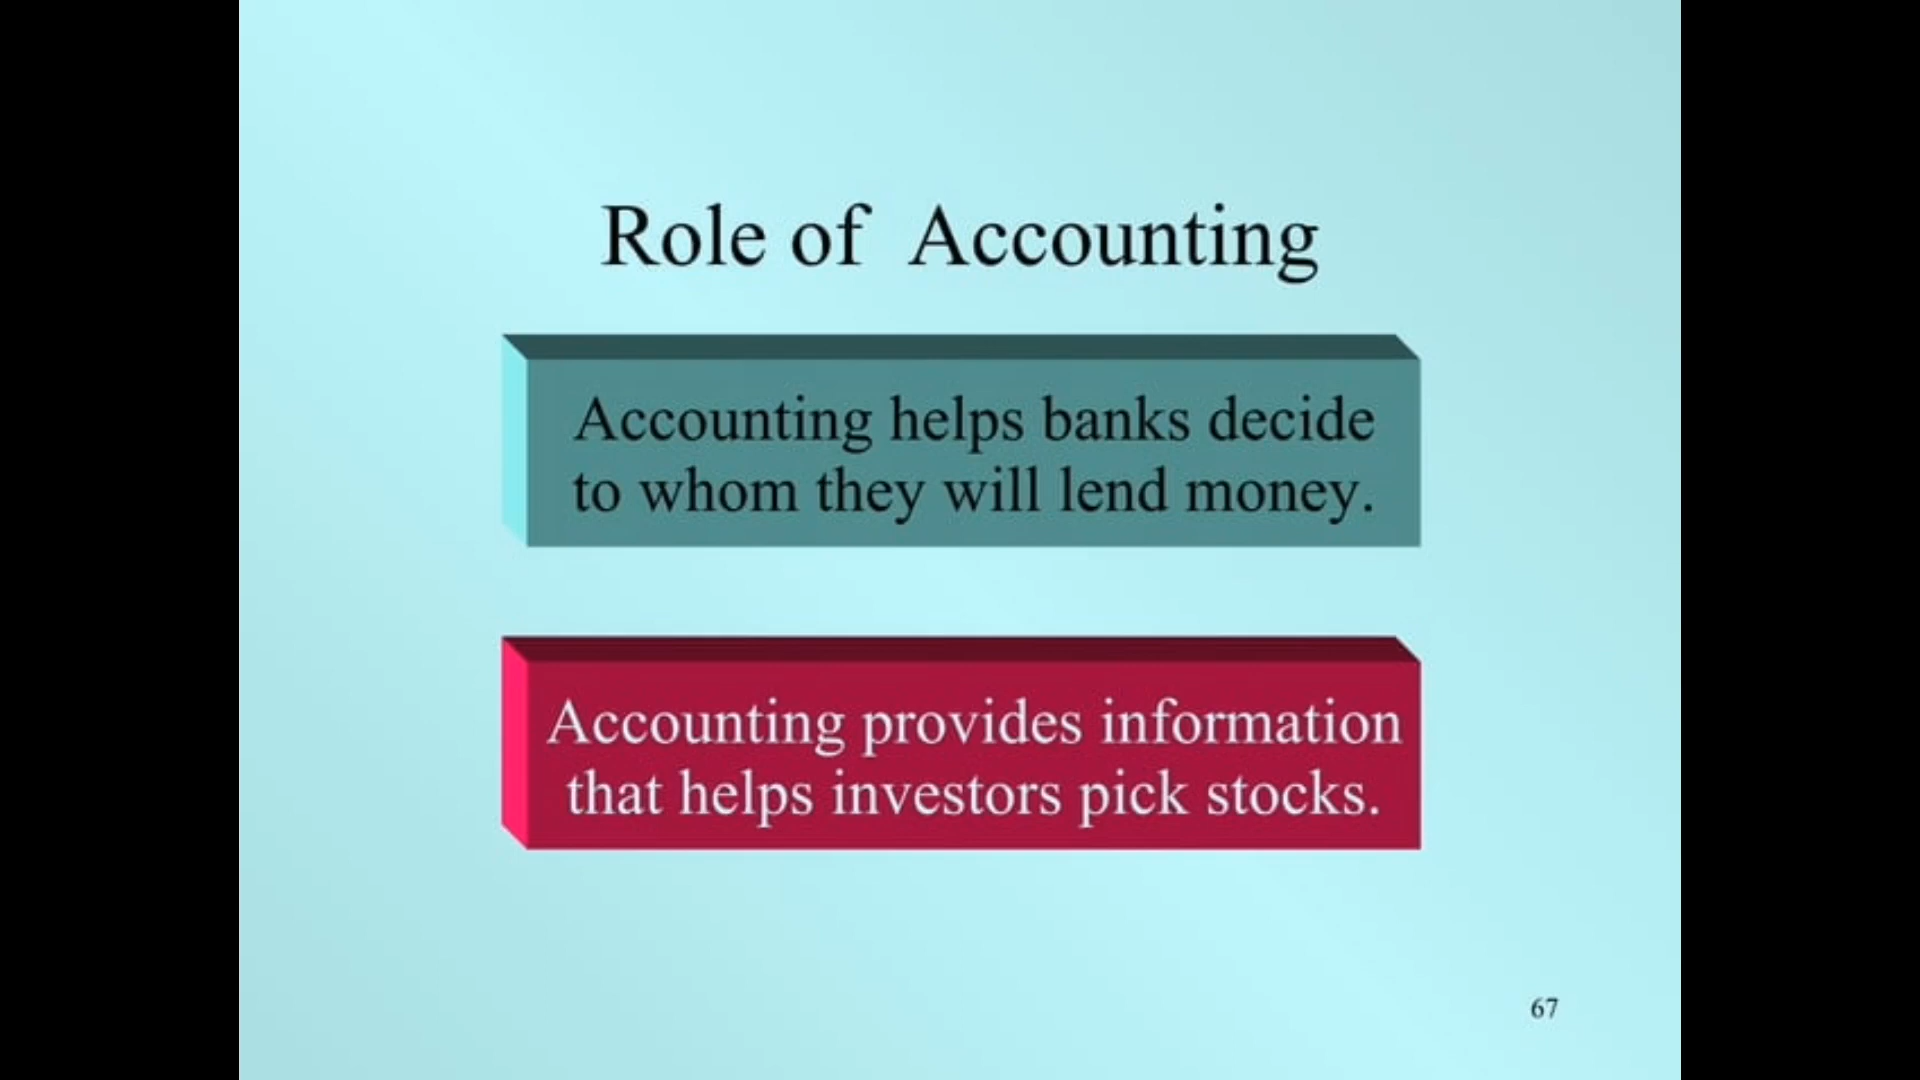 Role of  Accounting
Accounting helps banks decide
to whom they will lend money.
Accounting provides information
that helps investors pick stocks.
67